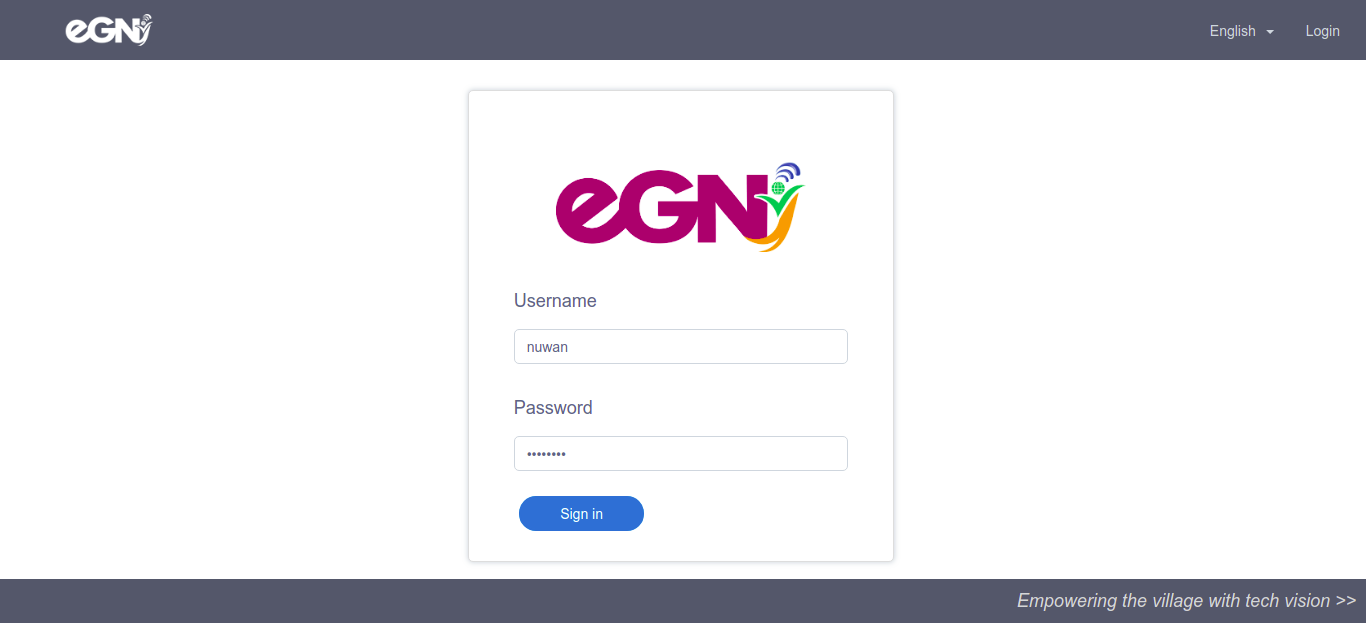 eGN
English
Login
eGN
Username
nuwan
Password
••••••••
Sign in
Empowering the village with tech vision >>